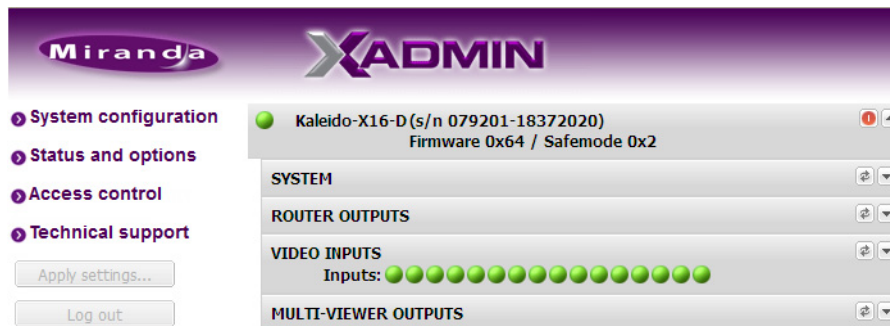 Miranda
XADMIN
System configuration
Status and options
Access control
Technical support
Apply settings...
Log out
Kaleido-X16-D(s/n 079201-18372020)
Firmware 0x64 / Safemode 0x2
SYSTEM
ROUTER OUTPUTS
VIDEO INPUTS
Inputs:
MULTI-VIEWER OUTPUTS